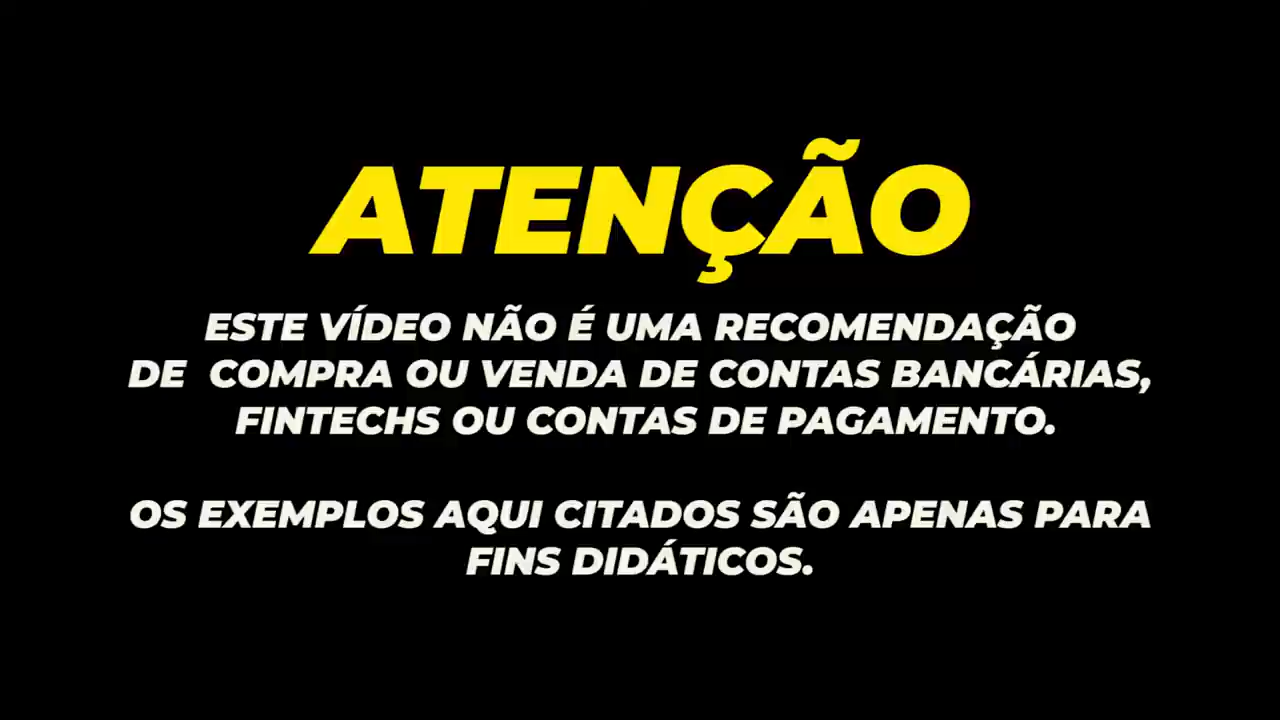 ATENÇÃO
ESTE VÍDEO NÃO É UMA RECOMENDAÇÃO
DE COMPRA OU VENDA DE CONTAS BANCÁRIAS,
FINTECHS OU CONTAS DE PAGAMENTO.
OS EXEMPLOS AQUI CITADOS SÃO APENAS PARA
FINS DIDÁTICOS.